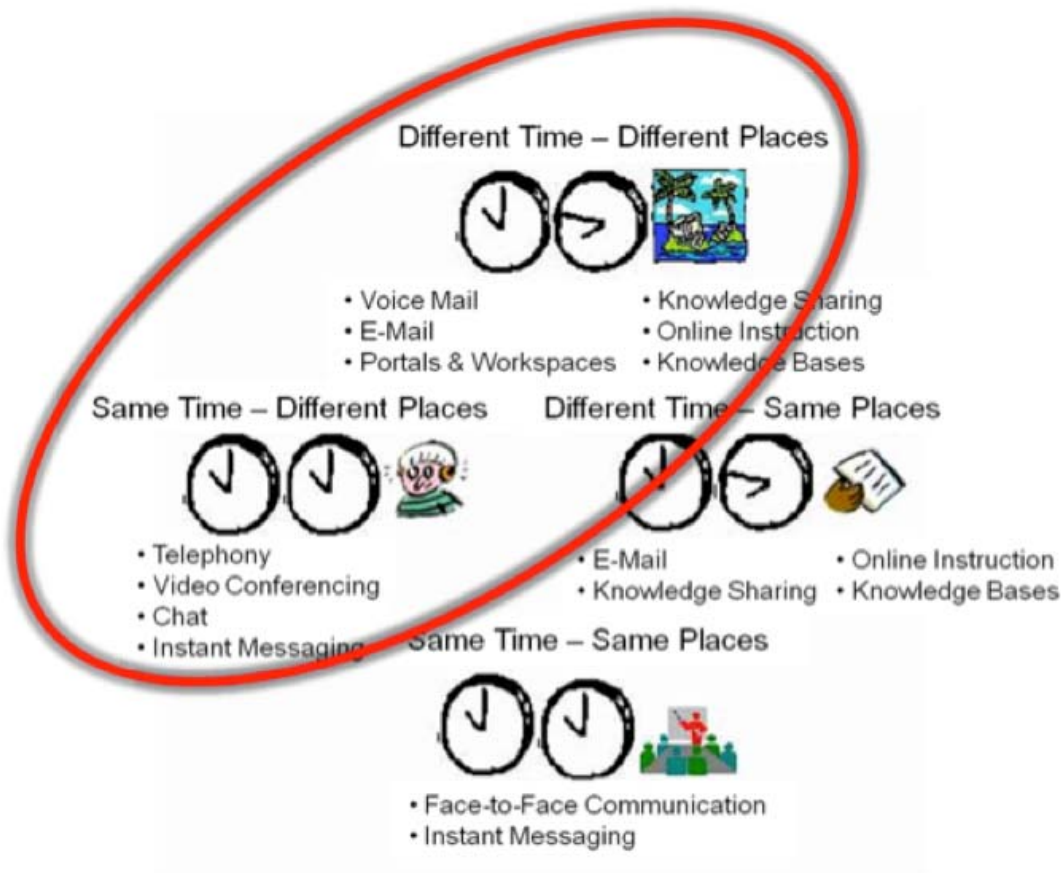 Different Time – Different Places
• Voice Mail
• E-Mail
• Portals & Workspaces
• Knowledge Sharing
• Online Instruction
• Knowledge Bases
Same Time – Different Places
• Telephony
• Video Conferencing
• Chat
• Instant Messaging
Different Time – Same Places
• E-Mail
• Knowledge Sharing
• Online Instruction
• Knowledge Bases
Same Time – Same Places
• Face-to-Face Communication
• Instant Messaging